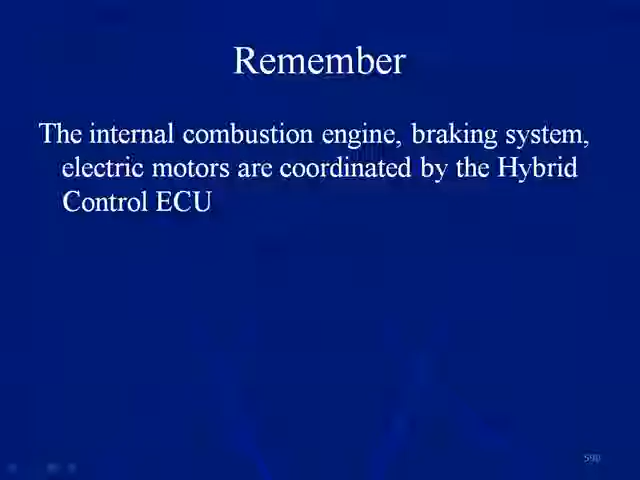 Remember
The internal combustion engine, braking system,
electric motors are coordinated by the Hybrid
Control ECU